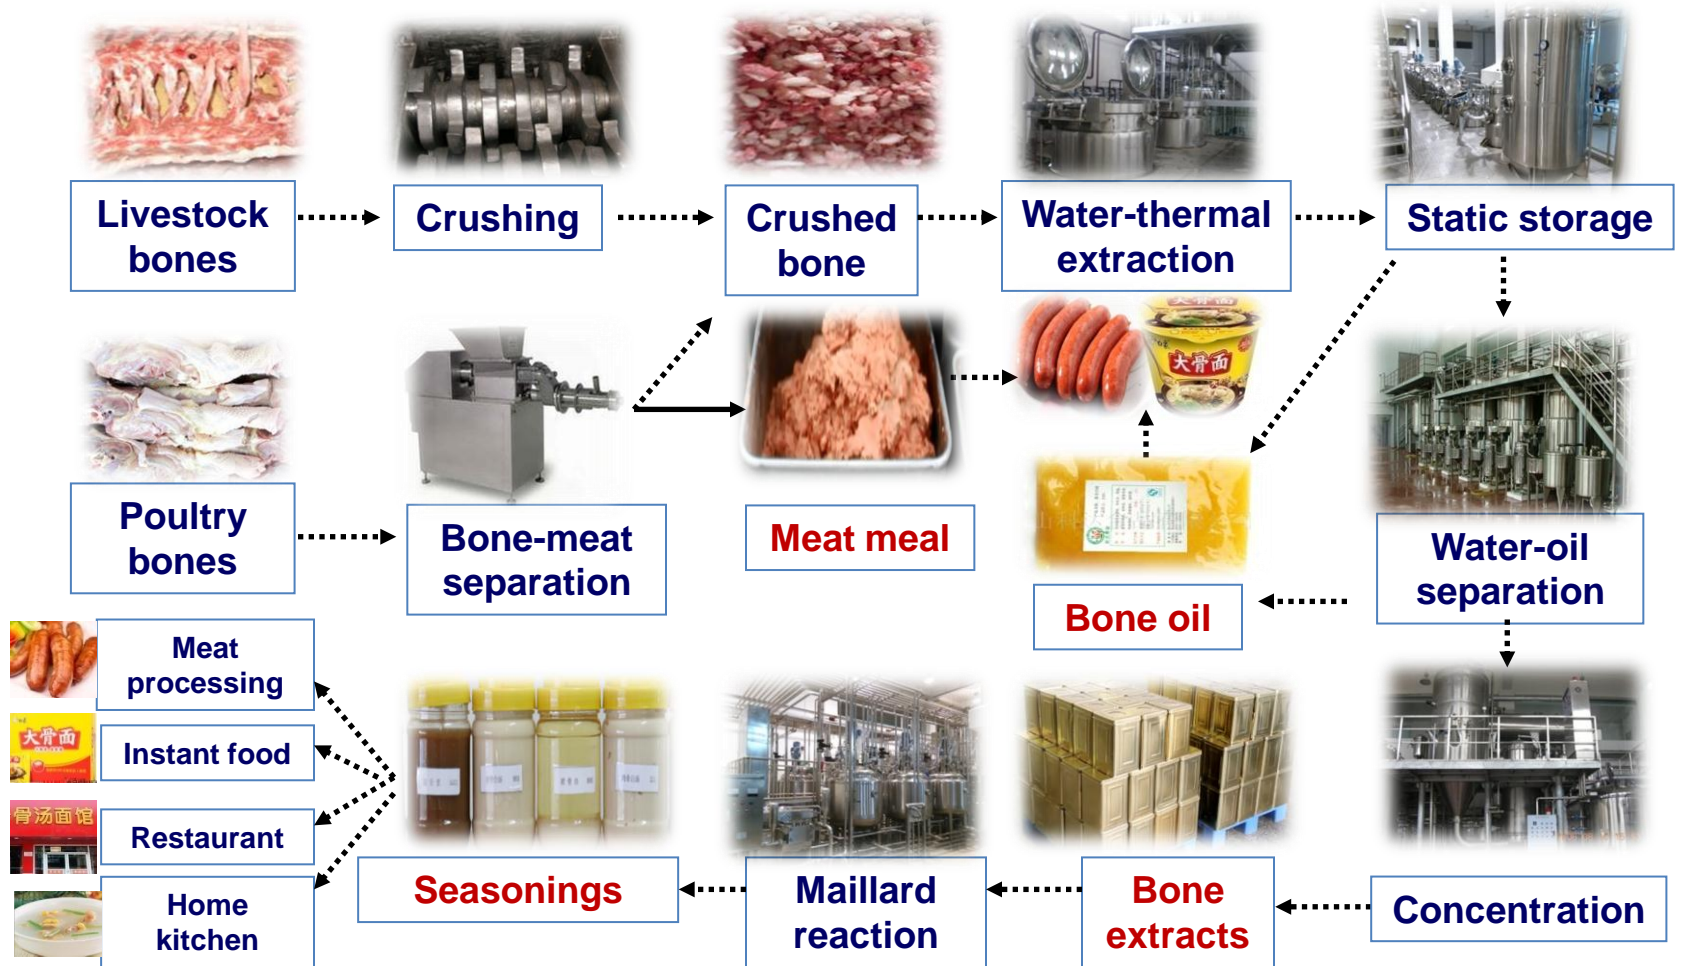 Livestock
bones
Crushing
Crushed
bone
Water-thermal
extraction
Static storage
大骨面
Poultry
bones
Bone-meat
separation
Meat meal
Bone oil
Water-oil
separation
Meat
processing
大骨面
Instant food
骨汤面馆
Restaurant
Home
kitchen
Seasonings
Maillard
reaction
Bone
extracts
Concentration